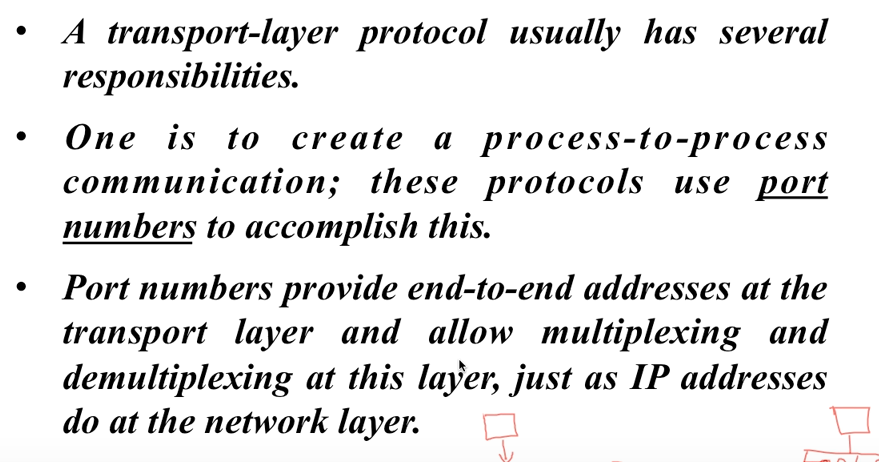 • A transport-layer protocol usually has several
responsibilities.
• One is to create a process-to-process
communication; these protocols use port
numbers to accomplish this.
• Port numbers provide end-to-end addresses at the
transport layer and allow multiplexing and
demultiplexing at this layer, just as IP addresses
do at the network layer.